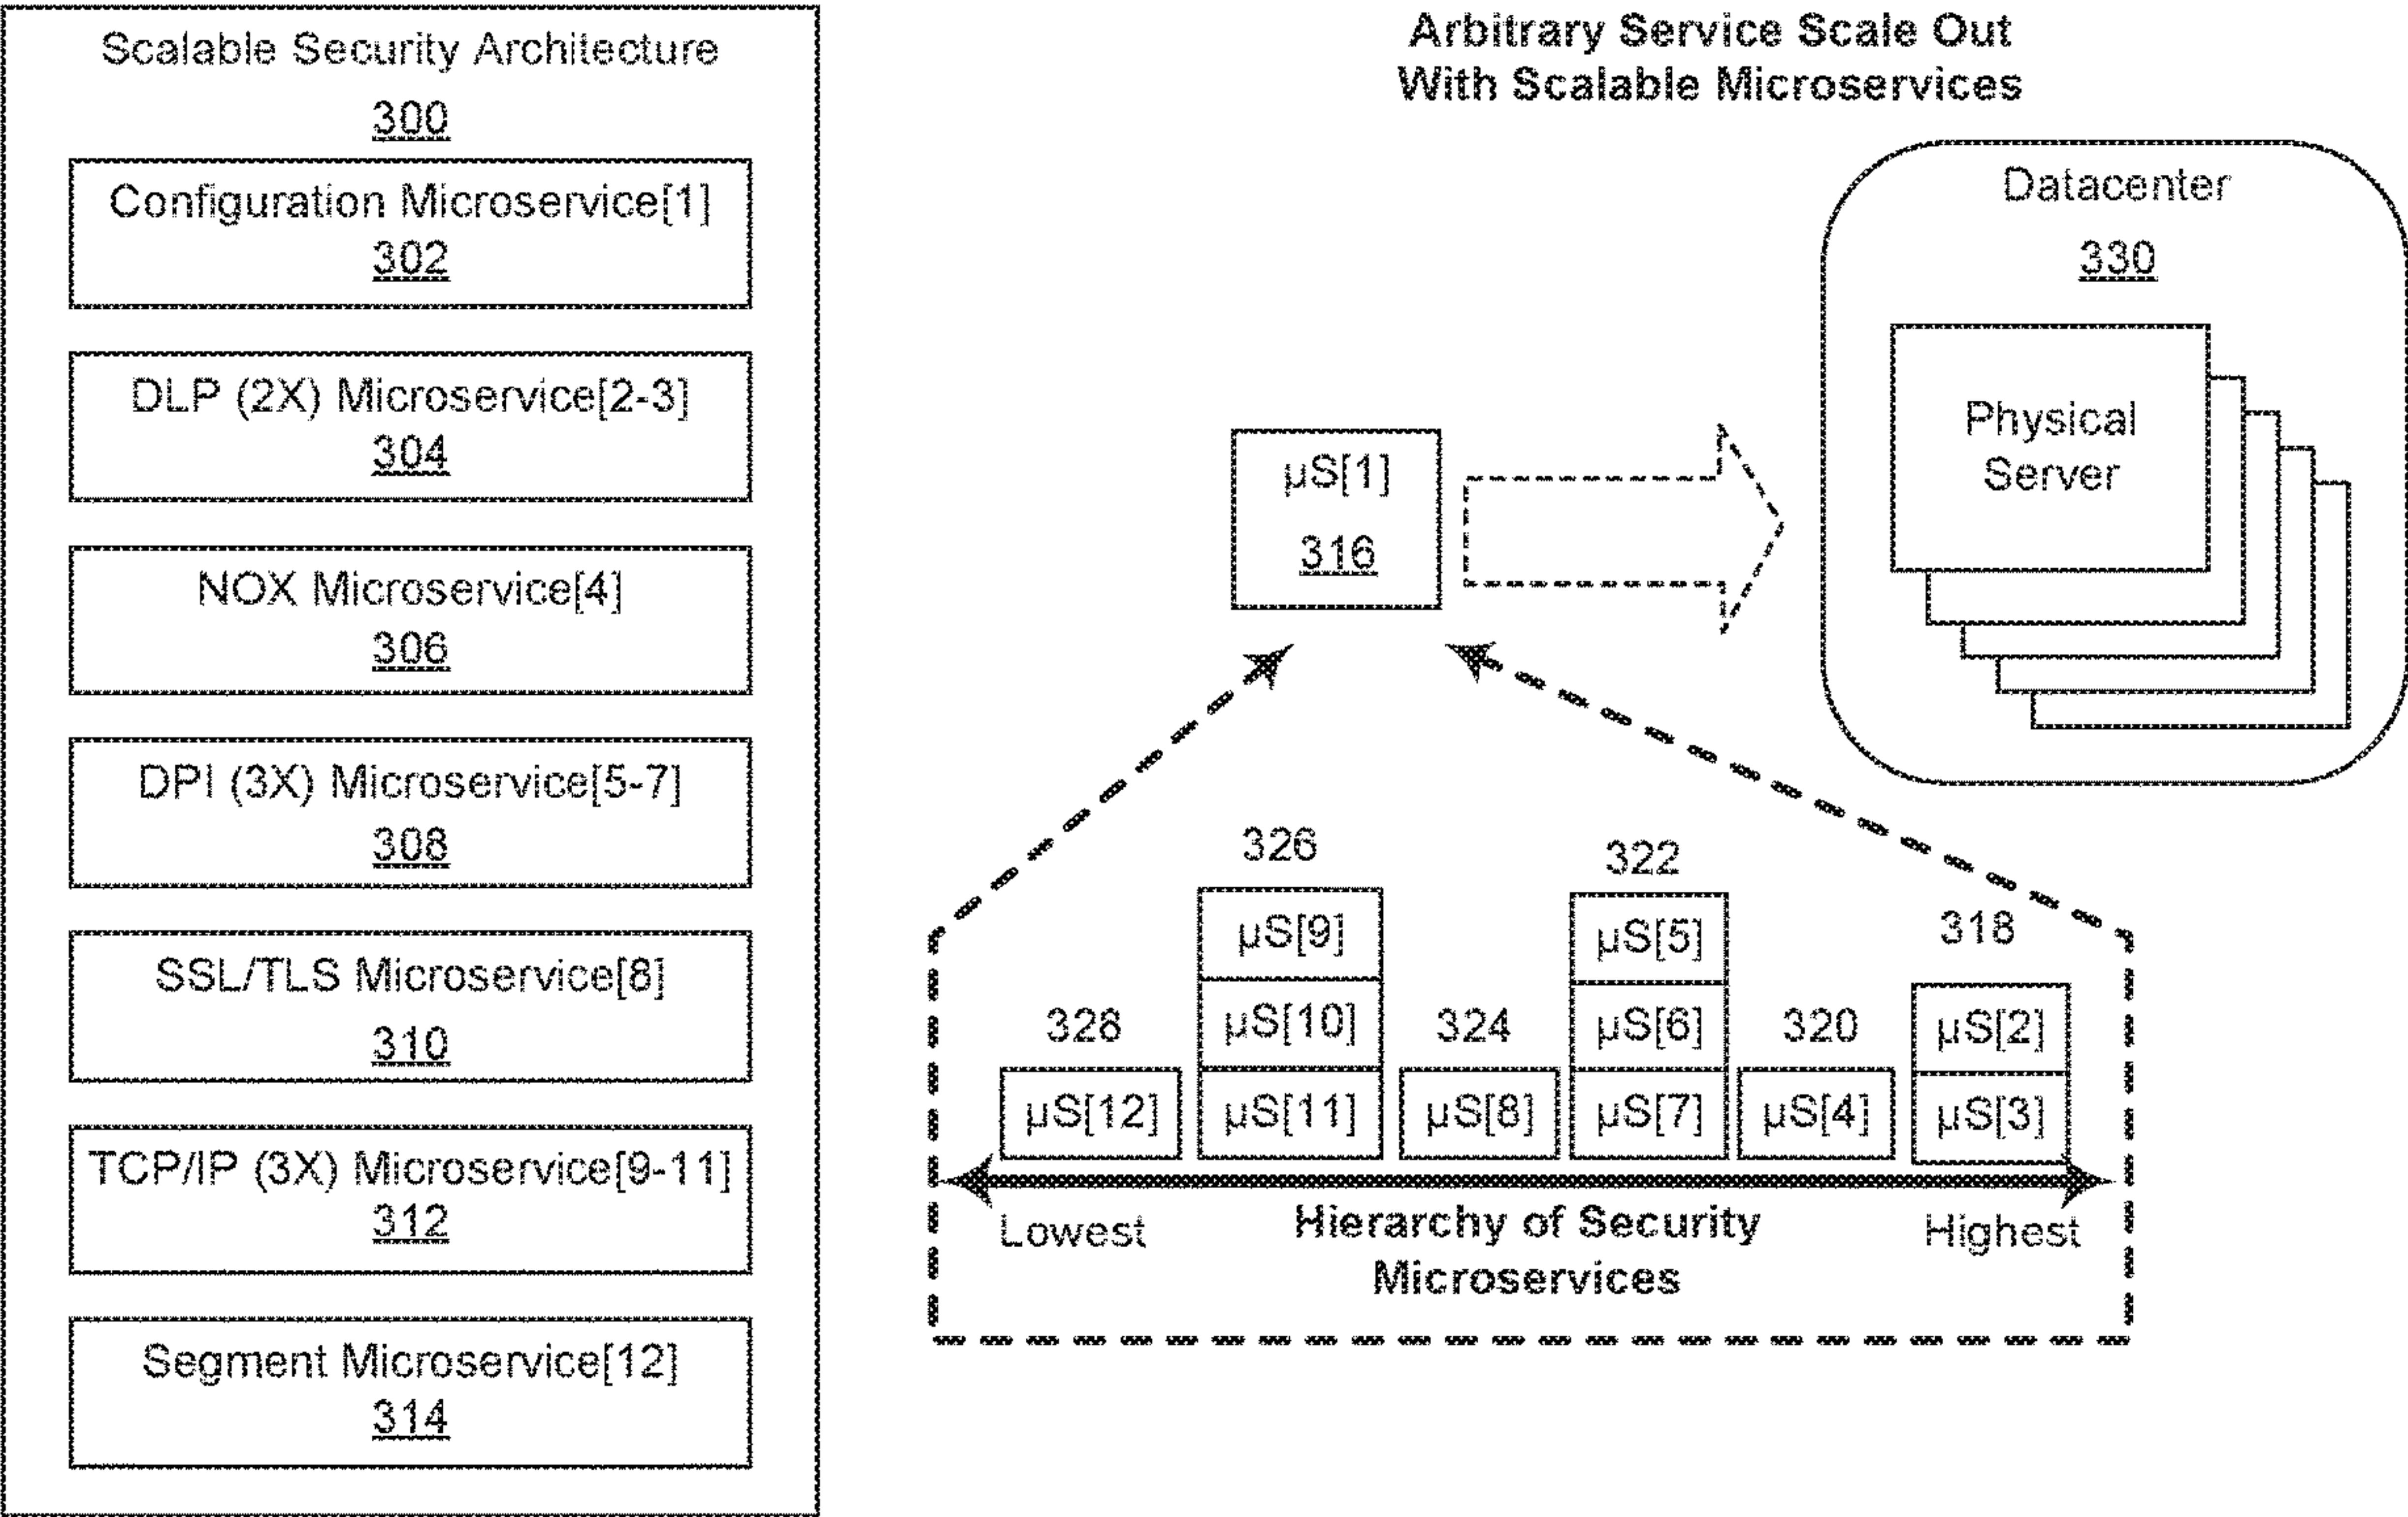 Scalable Security Architecture
300
Configuration Microservice[1]
302
DLP (2X) Microservice[2-3]
304
NOX Microservice[4]
306
DPI (3X) Microservice[5-7]
308
SSL/TLS Microservice[8]
310
TCP/IP (3X) Microservice[9-11]
312
Segment Microservice[12]
314
Arbitrary Service Scale Out
With Scalable Microservices
Datacenter
330
Physical
Server
µS[1]
316
326
µS[9]
µS[10]
µS[11]
322
µS[5]
µS[6]
µS[7]
318
µS[2]
µS[3]
328
µS[12]
324
µS[8]
320
µS[4]
Lowest
Hierarchy of Security
Microservices
Highest